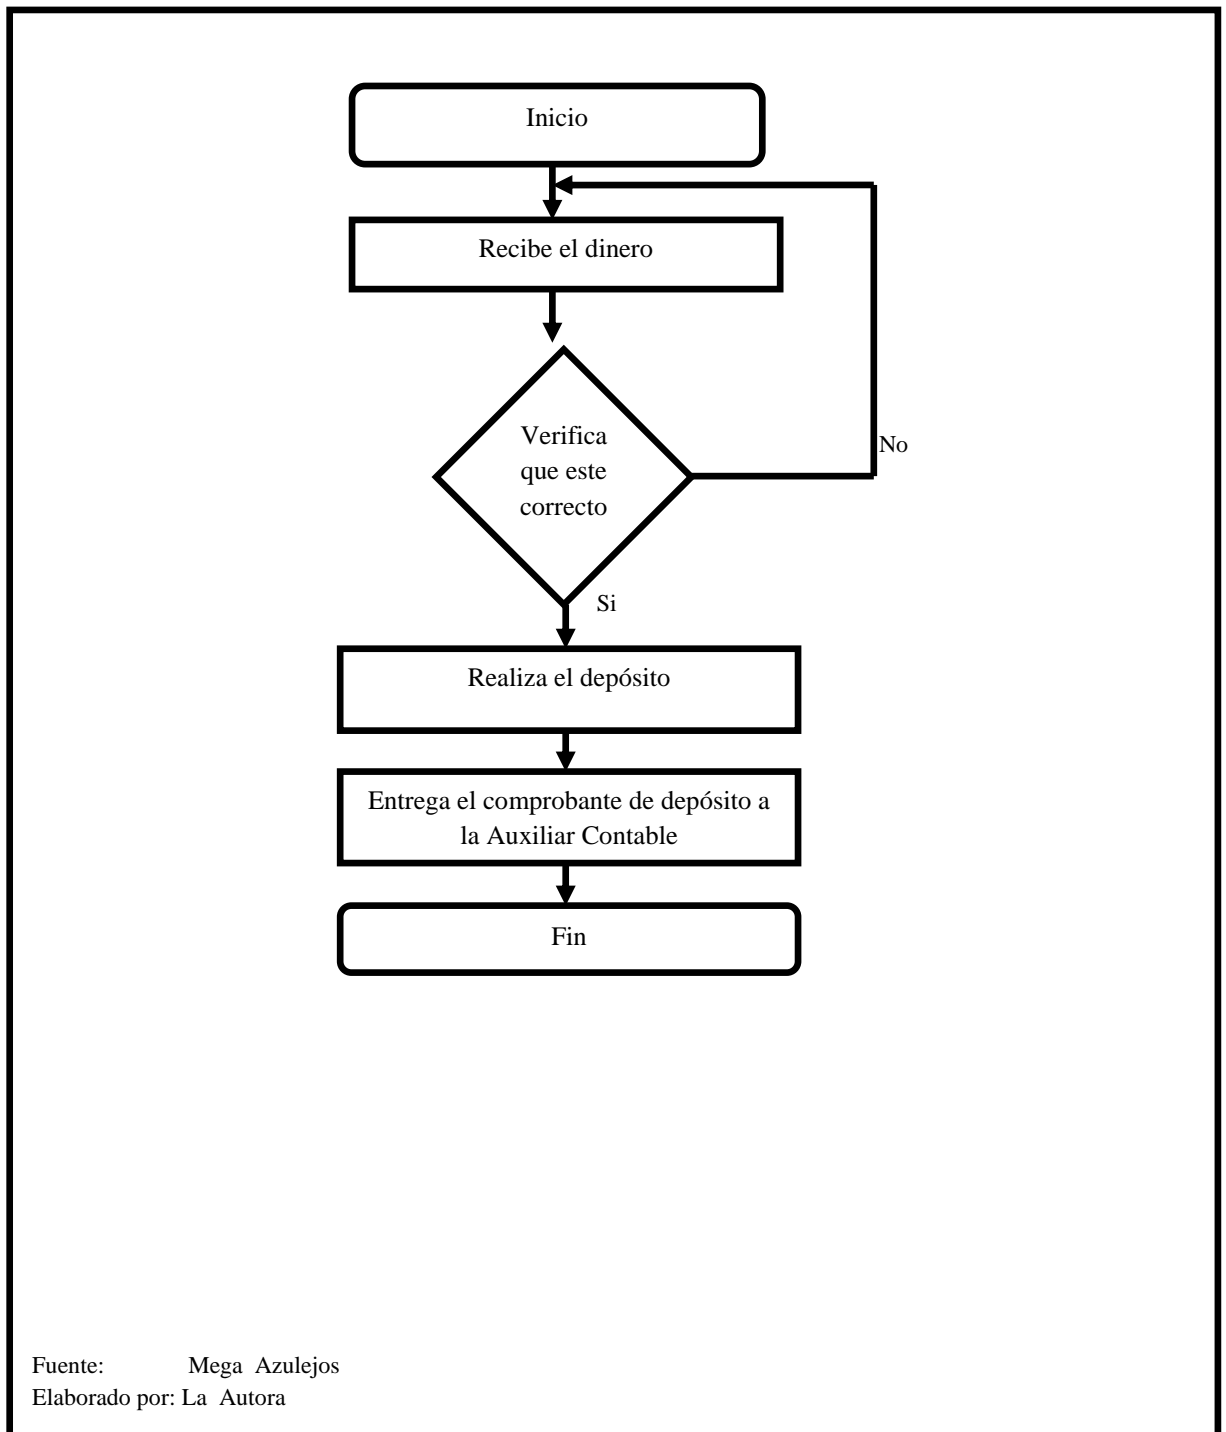 Inicio
Recibe el dinero
Verifica
que este
correcto
No
Si
Realiza el depósito
Entrega el comprobante de depósito a
la Auxiliar Contable
Fin
Fuente: Mega Azulejos
Elaborado por: La Autora